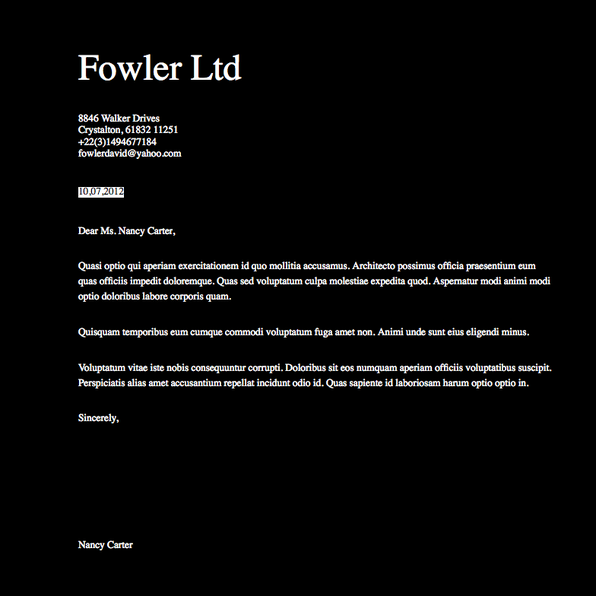 Fowler Ltd
8846 Walker Drives
Crystalton, 61832 11251
+22(3)1494677184
fowlerdavid@yahoo.com
10,07,2012
Dear Ms. Nancy Carter,
Quasi optio qui aperiam exercitationem id quo mollitia accusamus. Architecto possimus officia praesentium eum
quas officiis impedit doloremque. Quas sed voluptatum culpa molestiae expedita quod. Aspernatur modi animi modi
optio doloribus labore corporis quam.
Quisquam temporibus eum cumque commodi voluptatum fuga amet non. Animi unde sunt eius eligendi minus.
Voluptatum vitae iste nobis consequuntur corrupti. Doloribus sit eos numquam aperiam officiis voluptatibus suscipit.
Perspiciatis alias amet accusantium repellat incidunt odio id. Quas sapiente id laboriosam harum optio optio in.
Sincerely,
Nancy Carter